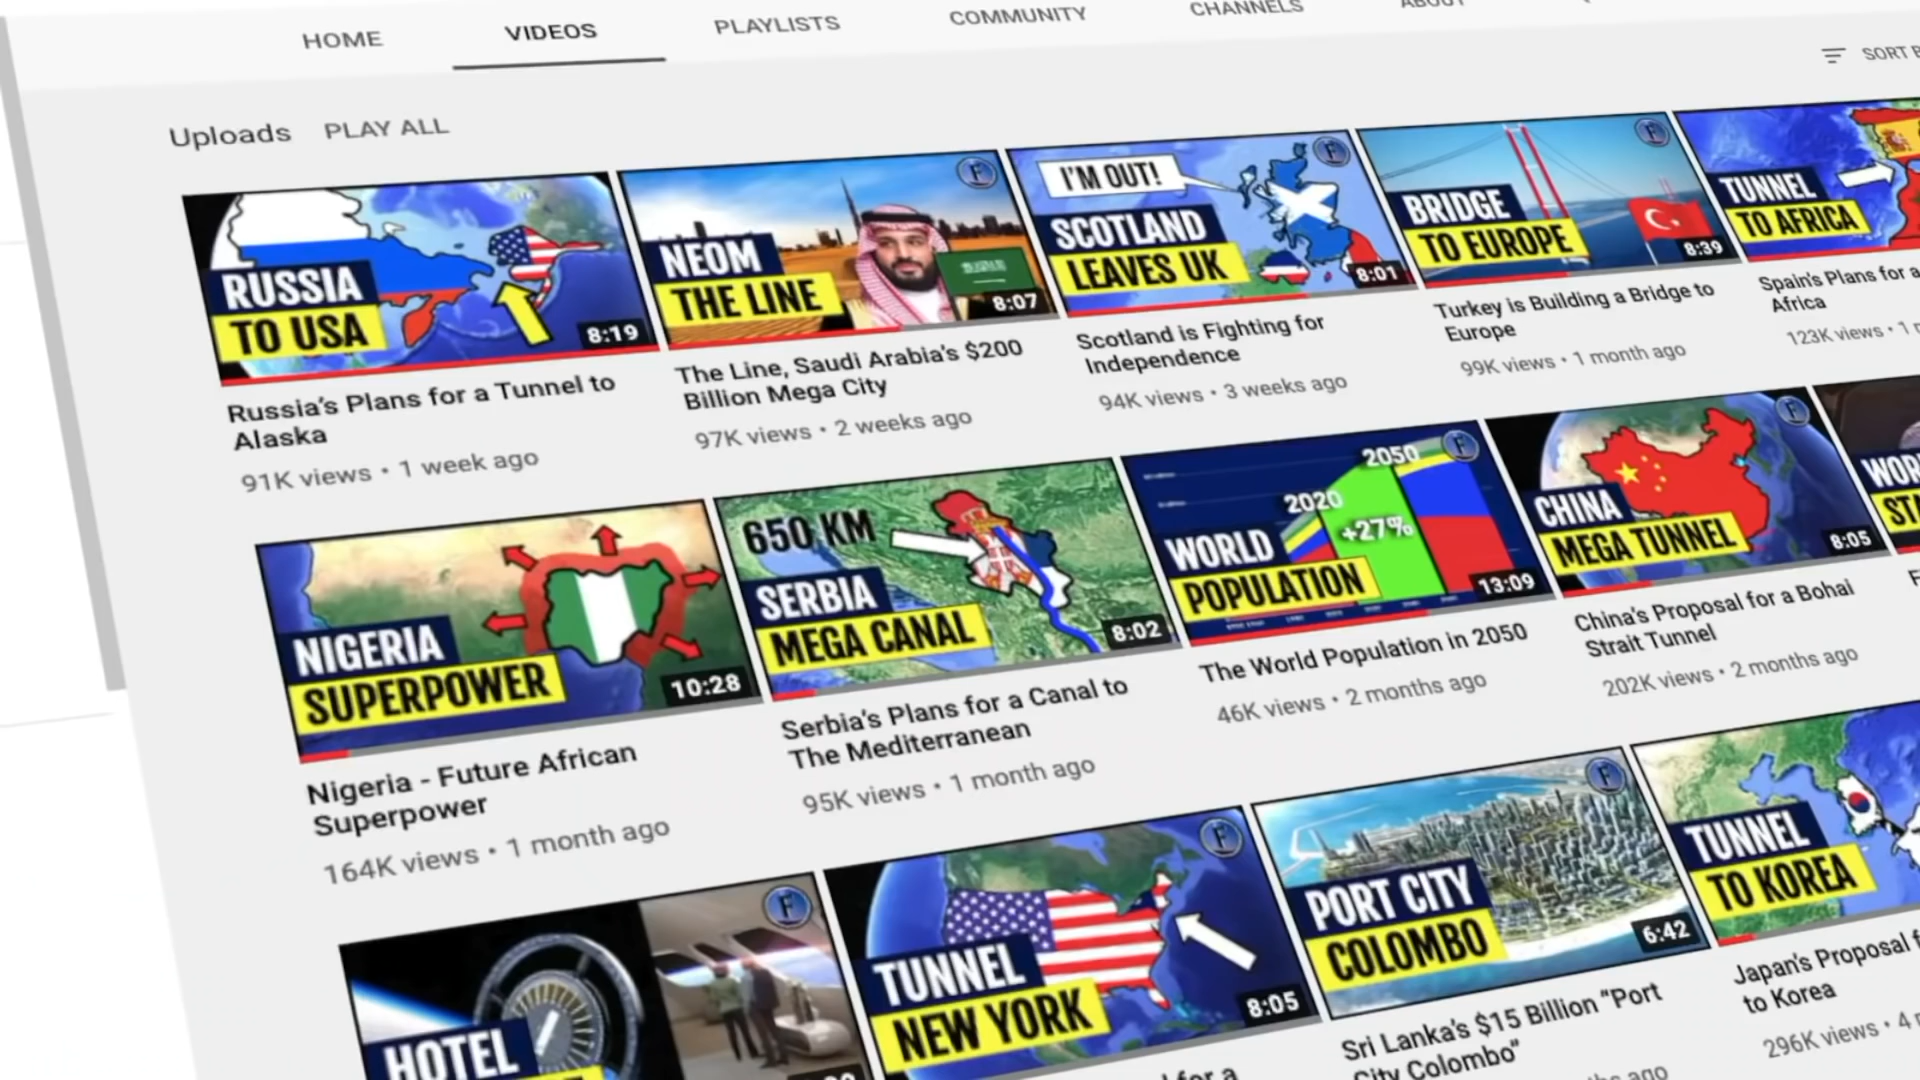 HOME
VIDEOS
PLAYLISTS
COMMUNITY
CHANNELS
ABOUT
SORT B
Uploads
PLAY ALL
RUSSIA
TO USA
8:19
Russia's Plans for a Tunnel to
Alaska
91K views • 1 week ago
NEOM
THE LINE
8:07
The Line, Saudi Arabia's $200
Billion Mega City
97K views • 2 weeks ago
I'M OUT!
SCOTLAND
LEAVES UK
8:01
Scotland is Fighting for
Independence
94K views • 3 weeks ago
BRIDGE
TO EUROPE
8:39
Turkey is Building a Bridge to
Europe
99K views • 1 month ago
TUNNEL
TO AFRICA
Spain's Plans for a
Africa
123K views • 1
NIGERIA
SUPERPOWER
10:28
Nigeria - Future African
Superpower
164K views • 1 month ago
650 KM
SERBIA
MEGA CANAL
8:02
Serbia's Plans for a Canal to
The Mediterranean
95K views • 1 month ago
2050
2020
+27%
WORLD
POPULATION
13:09
The World Population in 2050
46K views • 2 months ago
CHINA
MEGA TUNNEL
8:05
China's Proposal for a Bohai
Strait Tunnel
202K views • 2 months ago
WOR
ST
F
HOTEL
TUNNEL
NEW YORK
8:05
for a
PORT CITY
COLOMBO
6:42
Sri Lanka's $15 Billion "Port
City Colombo"
ago
TUNNEL
TO KOREA
Japan's Proposal f
to Korea
296K views • 4